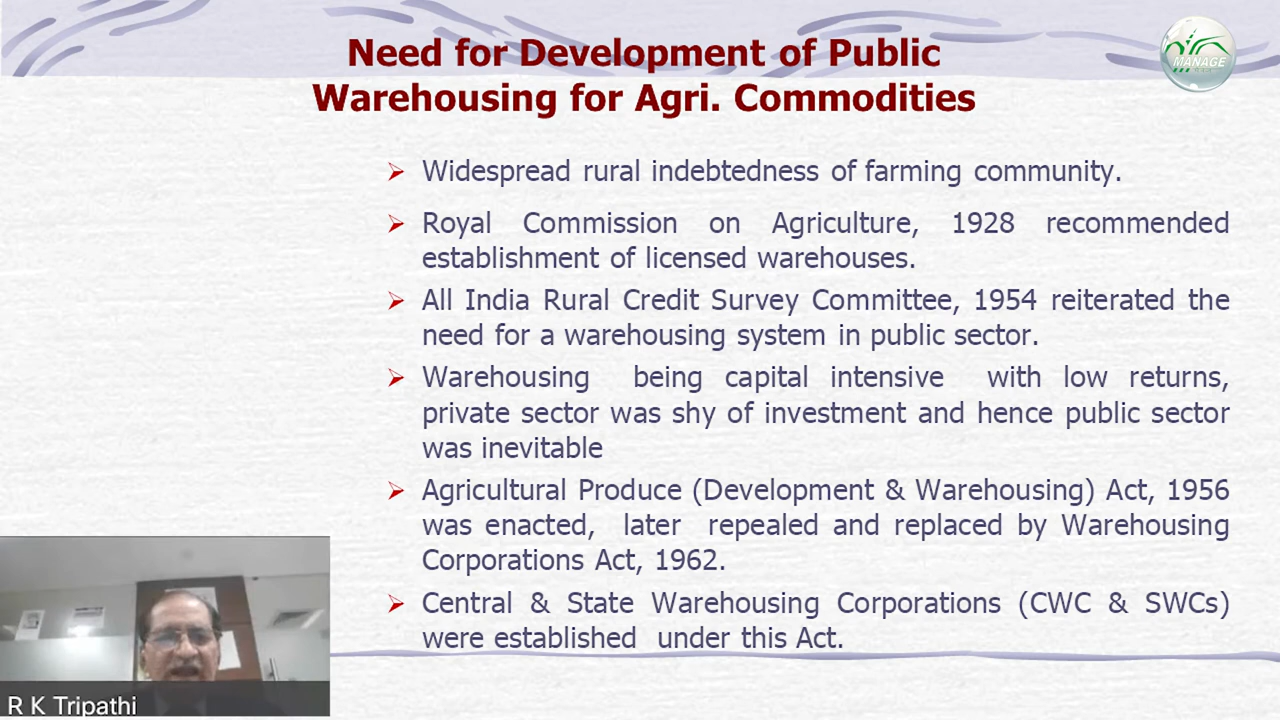 Need for Development of Public
Warehousing for Agri. Commodities
MANAGE
➢ Widespread rural indebtedness of farming community.
➢ Royal Commission on Agriculture, 1928 recommended
establishment of licensed warehouses.
➢ All India Rural Credit Survey Committee, 1954 reiterated the
need for a warehousing system in public sector.
➢ Warehousing being capital intensive with low returns,
private sector was shy of investment and hence public sector
was inevitable
➢ Agricultural Produce (Development & Warehousing) Act, 1956
was enacted, later repealed and replaced by Warehousing
Corporations Act, 1962.
➢ Central & State Warehousing Corporations (CWC & SWCs)
were established under this Act.
R K Tripathi